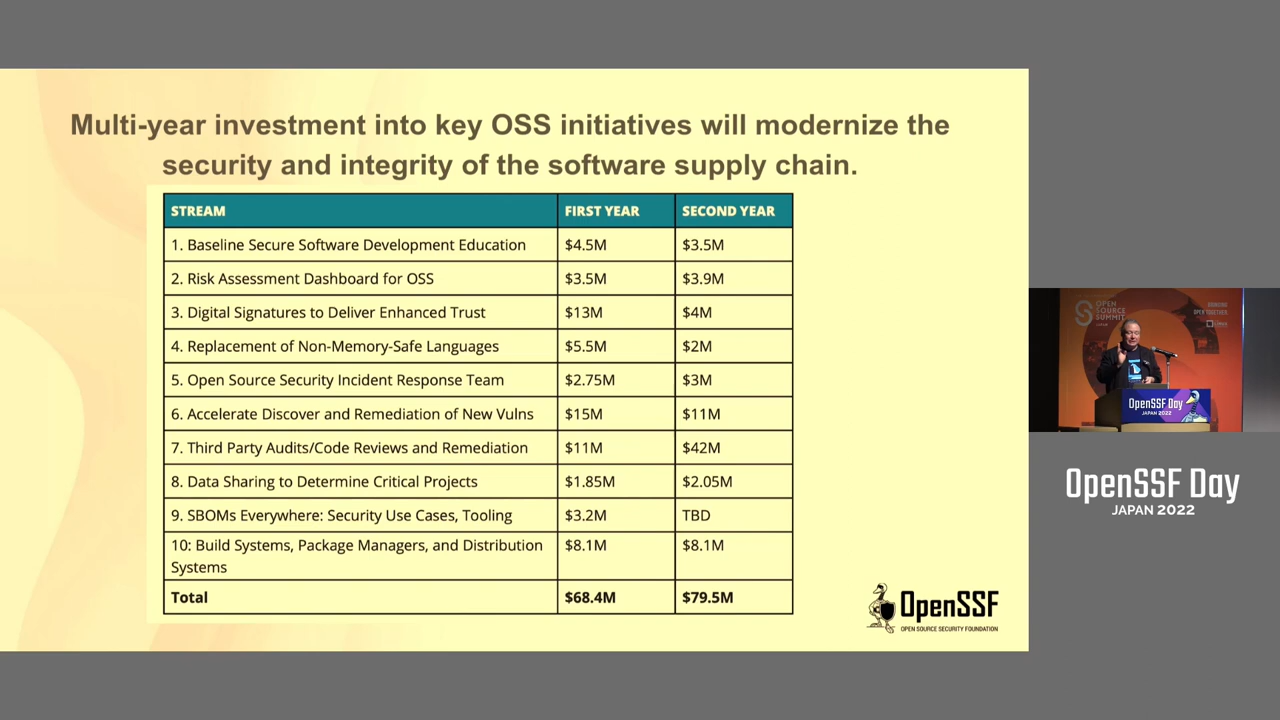 Multi-year investment into key OSS initiatives will modernize the
security and integrity of the software supply chain.
STREAM FIRST YEAR SECOND YEAR
1. Baseline Secure Software Development Education $4.5M $3.5M
2. Risk Assessment Dashboard for OSS $3.5M $3.9M
3. Digital Signatures to Deliver Enhanced Trust $13M $4M
4. Replacement of Non-Memory-Safe Languages $5.5M $2M
5. Open Source Security Incident Response Team $2.75M $3M
6. Accelerate Discover and Remediation of New Vulns $15M $11M
7. Third Party Audits/Code Reviews and Remediation $11M $42M
8. Data Sharing to Determine Critical Projects $1.85M $2.05M
9. SBOMs Everywhere: Security Use Cases, Tooling $3.2M TBD
10: Build Systems, Package Managers, and Distribution $8.1M $8.1M
Systems
Total $68.4M $79.5M
OpenSSF
OPEN SOURCE SECURITY FOUNDATION
OPEN
SOURCE
SUMMIT
JAPAN
OpenSSF Day
JAPAN 2022
OpenSSF Day
JAPAN 2022